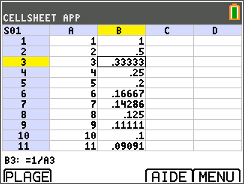 CELLSHEET APP
S01 A B C D
1 1 1
2 2 .5
3 3 .33333
4 4 .25
5 5 .2
6 6 .16667
7 7 .14286
8 8 .125
9 9 .11111
10 10 .1
11 11 .09091
B3: =1/A3
PLAGE AIDE MENU